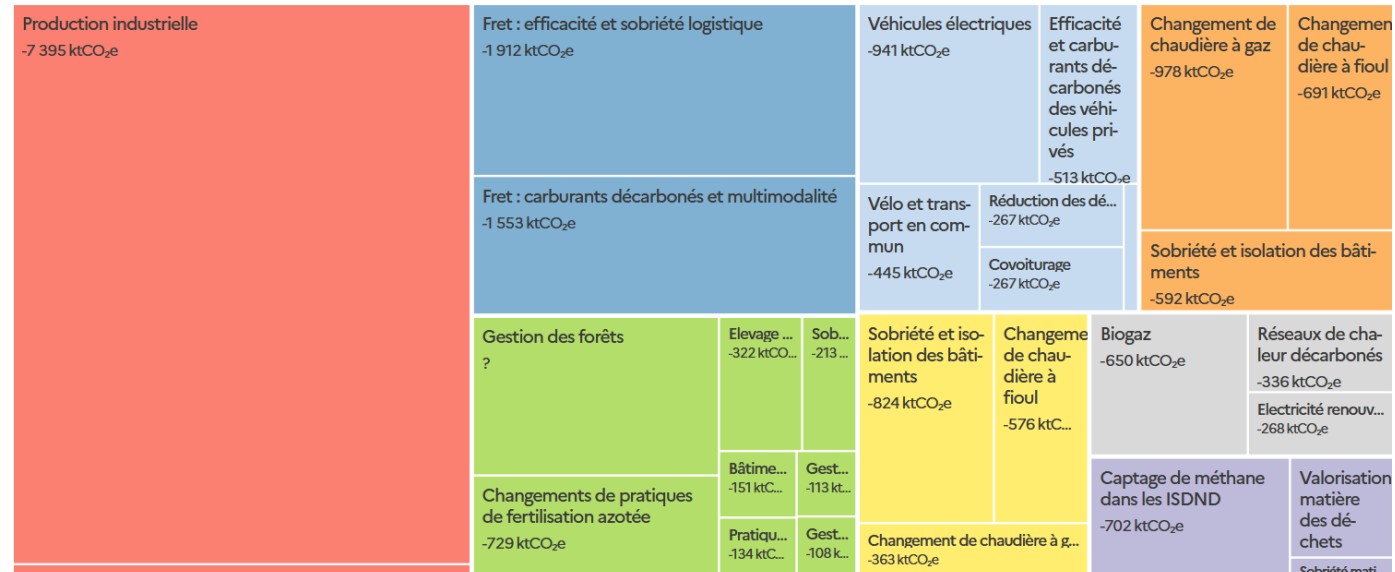 Production industrielle
-7 395 ktCO₂e
Fret : efficacité et sobriété logistique
-1 912 ktCO₂e
Fret : carburants décarbonés et multimodalité
-1 553 ktCO₂e
Véhicules électriques
-941 ktCO₂e
Efficacité
et carbu-
rants dé-
carbonés
des véhi-
cules pri-
vés
-513 ktCO₂e
Vélo et trans-
port en com-
mun
-445 ktCO₂e
Réduction des dé...
-267 ktCO₂e
Covoiturage
-267 ktCO₂e
Changement de
chaudière à gaz
-978 ktCO₂e
Changemen
de chau-
dière à fioul
-691 ktCO₂e
Sobriété et isolation des bâti-
ments
-592 ktCO₂e
Gestion des forêts
?
Changements de pratiques
de fertilisation azotée
-729 ktCO₂e
Elevage ...
-322 ktCO...
Sob...
-213 ...
Bâtime...
-151 ktC...
Gest...
-113 kt...
Pratiqu...
-134 ktC...
Gest...
-108 k...
Sobriété et iso-
lation des bâti-
ments
-824 ktCO₂e
Changeme
de chau-
dière à
fioul
-576 ktC...
Changement de chaudière à g...
-363 ktCO₂e
Biogaz
-650 ktCO₂e
Réseaux de cha-
leur décarbonés
-336 ktCO₂e
Electricité renouv...
-268 ktCO₂e
Captage de méthane
dans les ISDND
-702 ktCO₂e
Valorisation
matière
des dé-
chets
Sobriété mati